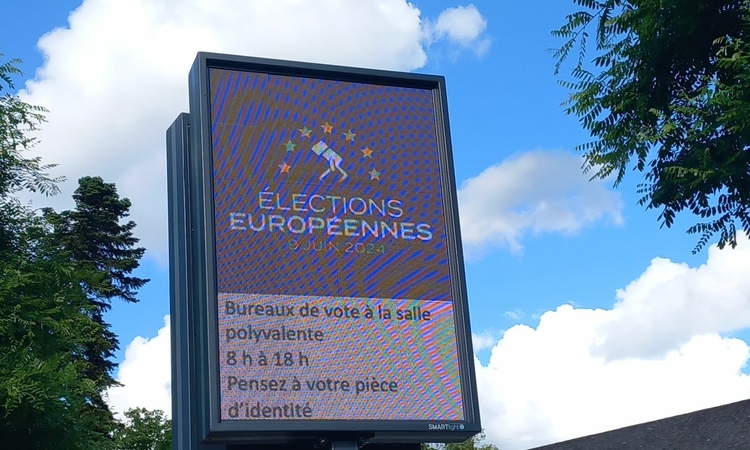 ÉLECTIONS
EUROPÉENNES
9 JUIN 2024
Bureaux de vote à la salle
polyvalente
8 h à 18 h
Pensez à votre pièce
d'identité
SMARTlight